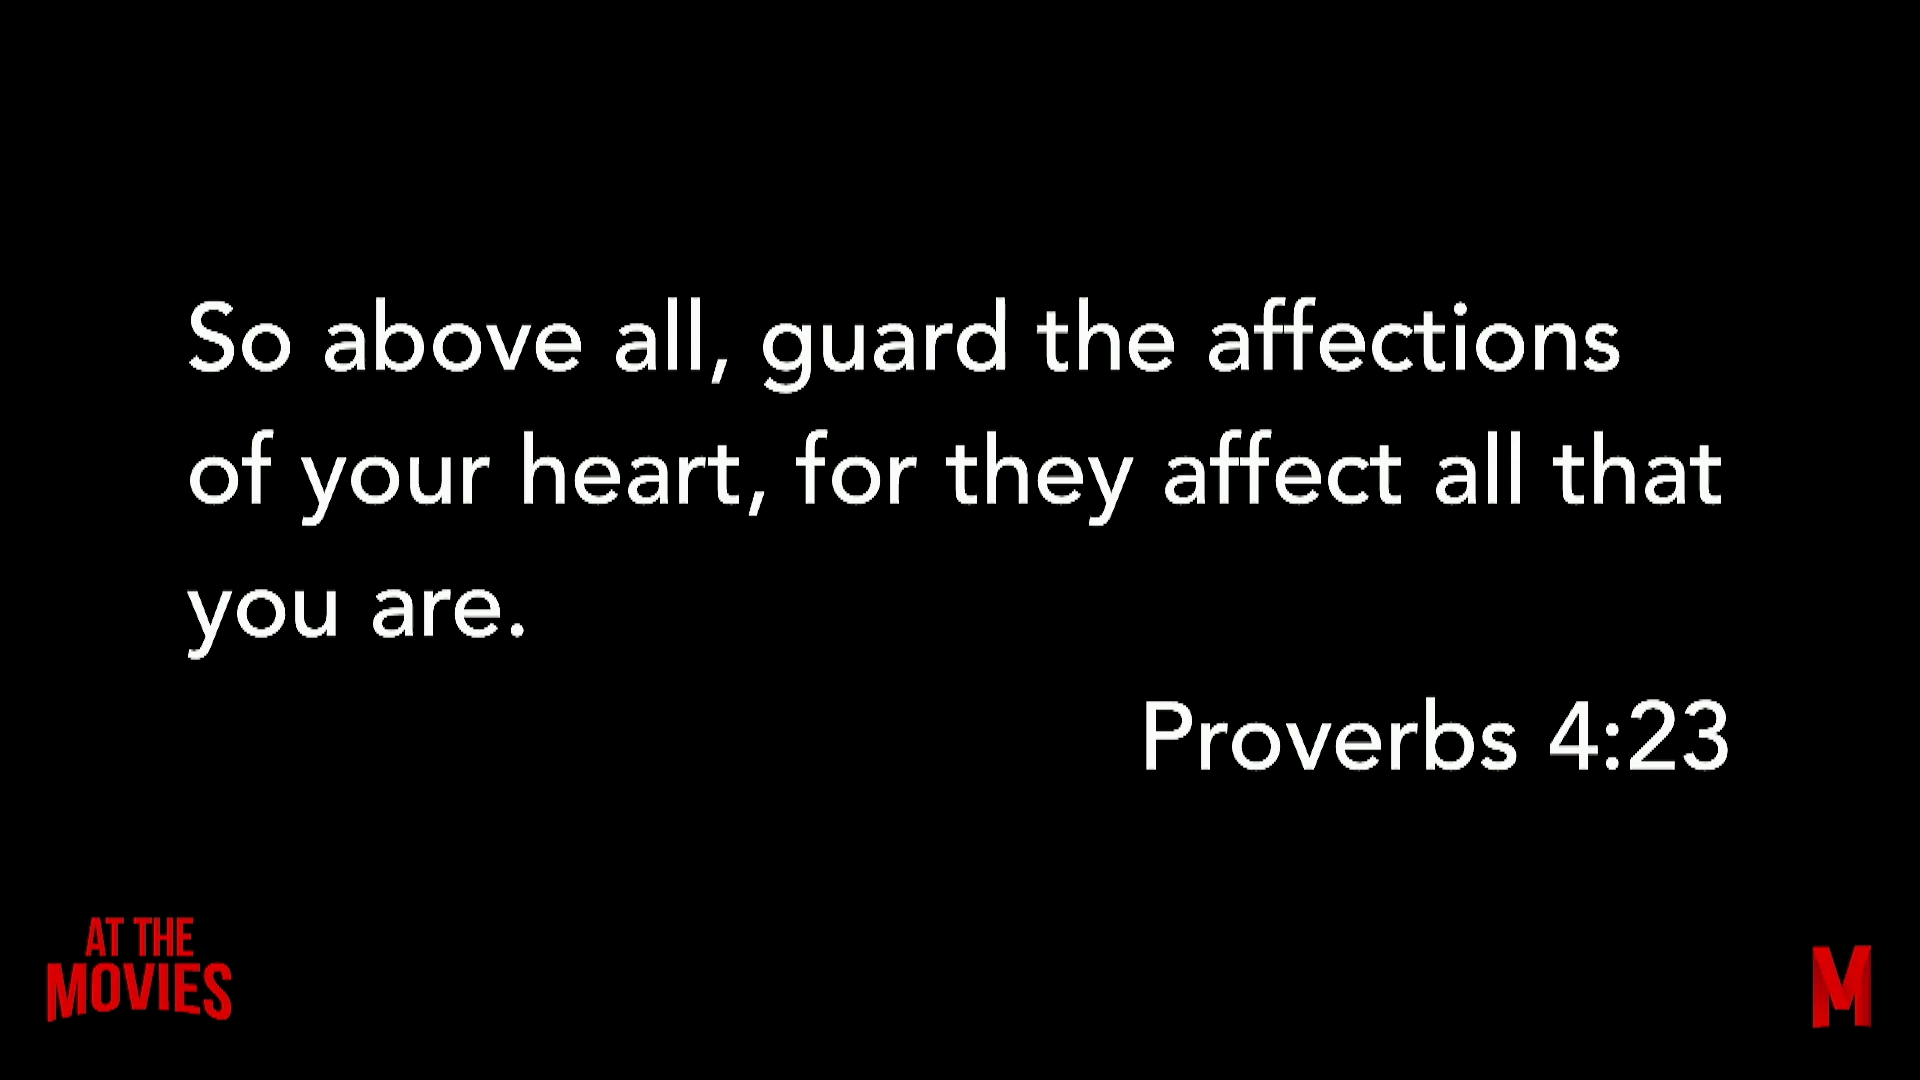 So above all, guard the affections
of your heart, for they affect all that
you are.
Proverbs 4:23
AT THE
MOVIES
M